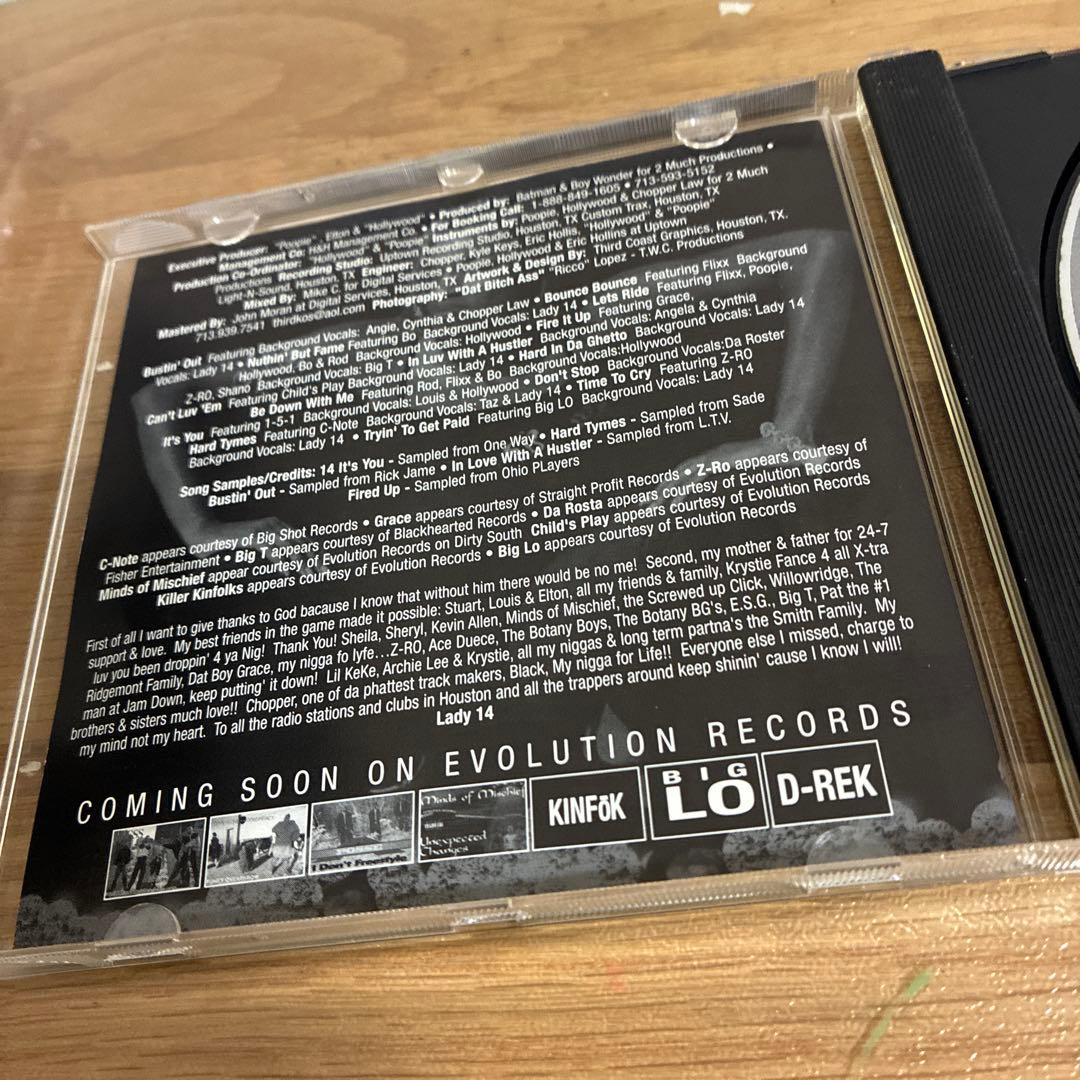 Executive Producer: "Poopie", Elton & "Hollywood" • Produced by: Batman & Boy Wonder for 2 Much Productions •
Management Co: H&H Management Co. • For Booking Call: 1-888-849-1605 • 713-593-5152
Production Co-Ordinator: "Hollywood" & "Poopie" Instruments by: Poopie, Hollywood & Chopper Law for 2 Much
Productions Recording Studio: Uptown Recording Studio, Houston, TX Custom Trax, Houston, TX
Light-N-Sound, Houston, TX Engineer: Chopper, Kyle Keys, Eric Hollis, "Hollywood" & "Poopie"
Mixed By: Mike C. for Digital Services • Poopie, Hollywood & Eric Hollins at Uptown
Mastered By: John Moran at Digital Services, Houston, TX Artwork & Design By: Third Coast Graphics, Houston, TX.
713.939.7541 thirdkos@aol.com Photography: "Dat Bitch Ass" "Ricco" Lopez - T.W.C. Productions
Bustin' Out Featuring Background Vocals: Angie, Cynthia & Chopper Law • Bounce Bounce Featuring Flixx Background
Vocals: Lady 14 • Nuthin' But Fame Featuring Bo Background Vocals: Lady 14 • Lets Ride Featuring Flixx, Poopie,
Hollywood, Bo & Rod Background Vocals: Hollywood • Fire It Up Featuring Grace,
Z-RO, Shano Background Vocals: Big T • In Luv With A Hustler Background Vocals: Angela & Cynthia
Can't Luv 'Em Featuring Child's Play Background Vocals: Lady 14 • Hard In Da Ghetto Background Vocals: Lady 14
Be Down With Me Featuring Rod, Flixx & Bo Background Vocals:Hollywood
It's You Featuring 1-5-1 Background Vocals: Louis & Hollywood • Don't Stop Background Vocals:Da Roster
Hard Tymes Featuring C-Note Background Vocals: Taz & Lady 14 • Time To Cry Featuring Z-RO
Background Vocals: Lady 14 • Tryin' To Get Paid Featuring Big LO Background Vocals: Lady 14
Song Samples/Credits: 14 It's You - Sampled from One Way • Hard Tymes - Sampled from Sade
Bustin' Out - Sampled from Rick Jame • In Love With A Hustler - Sampled from L.T.V.
Fired Up - Sampled from Ohio PLayers
C-Note appears courtesy of Big Shot Records • Grace appears courtesy of Straight Profit Records • Z-Ro appears courtesy of
Fisher Entertainment • Big T appears courtesy of Blackhearted Records • Da Rosta appears courtesy of Evolution Records
Minds of Mischief appear courtesy of Evolution Records on Dirty South Child's Play appears courtesy of Evolution Records
Killer Kinfolks appears courtesy of Evolution Records • Big Lo appears courtesy of Evolution Records
First of all I want to give thanks to God bacause I know that without him there would be no me! Second, my mother & father for 24-7
support & love. My best friends in the game made it possible: Stuart, Louis & Elton, all my friends & family, Krystie Fance 4 all X-tra
luv you been droppin' 4 ya Nig! Thank You! Sheila, Sheryl, Kevin Allen, Minds of Mischief, the Screwed up Click, Willowridge, The
Ridgemont Family, Dat Boy Grace, my nigga fo lyfe...Z-RO, Ace Duece, The Botany Boys, The Botany BG's, E.S.G., Big T, Pat the #1
man at Jam Down, keep putting' it down! Lil KeKe, Archie Lee & Krystie, all my niggas & long term partna's the Smith Family. My
brothers & sisters much love!! Chopper, one of da phattest track makers, Black, My nigga for Life!! Everyone else I missed, charge to
my mind not my heart. To all the radio stations and clubs in Houston and all the trappers around keep shinin' cause I know I will!
Lady 14
COMING SOON ON EVOLUTION RECORDS
POSSE
I Don't Freestyle
Minds of Mischief
Unexpected
Changes
KINFōK
BIG
LO
D-REK